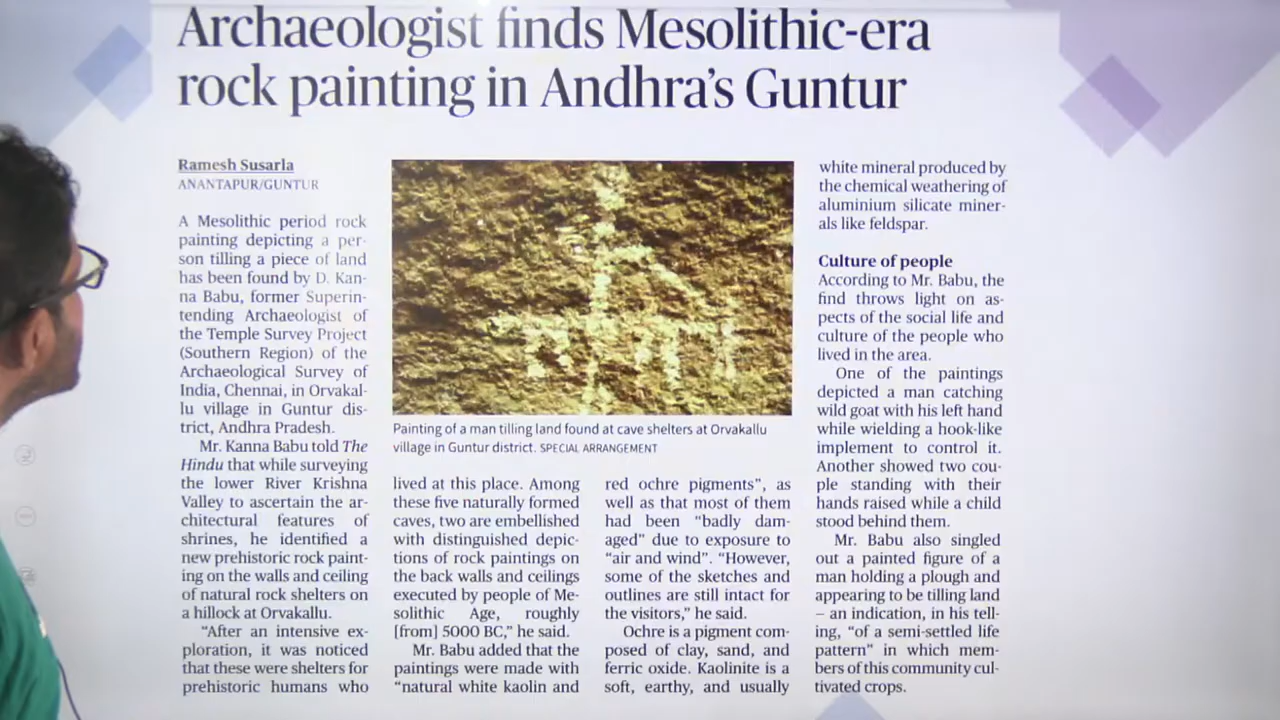 Archaeologist finds Mesolithic-era
rock painting in Andhra's Guntur
Ramesh Susarla
ANANTAPUR/GUNTUR
A Mesolithic period rock
painting depicting a per-
son tilling a piece of land
has been found by D. Kan-
na Babu, former Superin-
tending Archaeologist of
the Temple Survey Project
(Southern Region) of the
Archaeological Survey of
India, Chennai, in Orvakal-
lu village in Guntur dis-
trict, Andhra Pradesh.
Mr. Kanna Babu told The
Hindu that while surveying
the lower River Krishna
Valley to ascertain the ar-
chitectural features of
shrines, he identified a
new prehistoric rock paint-
ing on the walls and ceiling
of natural rock shelters on
a hillock at Orvakallu.
"After an intensive ex-
ploration, it was noticed
that these were shelters for
prehistoric humans who
Painting of a man tilling land found at cave shelters at Orvakallu
village in Guntur district. SPECIAL ARRANGEMENT
lived at this place. Among
these five naturally formed
caves, two are embellished
with distinguished depic-
tions of rock paintings on
the back walls and ceilings
executed by people of Me-
solithic Age, roughly
[from] 5000 BC," he said.
Mr. Babu added that the
paintings were made with
"natural white kaolin and
red ochre pigments", as
well as that most of them
had been "badly dam-
aged" due to exposure to
"air and wind". "However,
some of the sketches and
outlines are still intact for
the visitors," he said.
Ochre is a pigment com-
posed of clay, sand, and
ferric oxide. Kaolinite is a
soft, earthy, and usually
white mineral produced by
the chemical weathering of
aluminium silicate miner-
als like feldspar.
Culture of people
According to Mr. Babu, the
find throws light on as-
pects of the social life and
culture of the people who
lived in the area.
One of the paintings
depicted a man catching
wild goat with his left hand
while wielding a hook-like
implement to control it.
Another showed two cou-
ple standing with their
hands raised while a child
stood behind them.
Mr. Babu also singled
out a painted figure of a
man holding a plough and
appearing to be tilling land
– an indication, in his tell-
ing, "of a semi-settled life
pattern" in which mem-
bers of this community cul-
tivated crops.